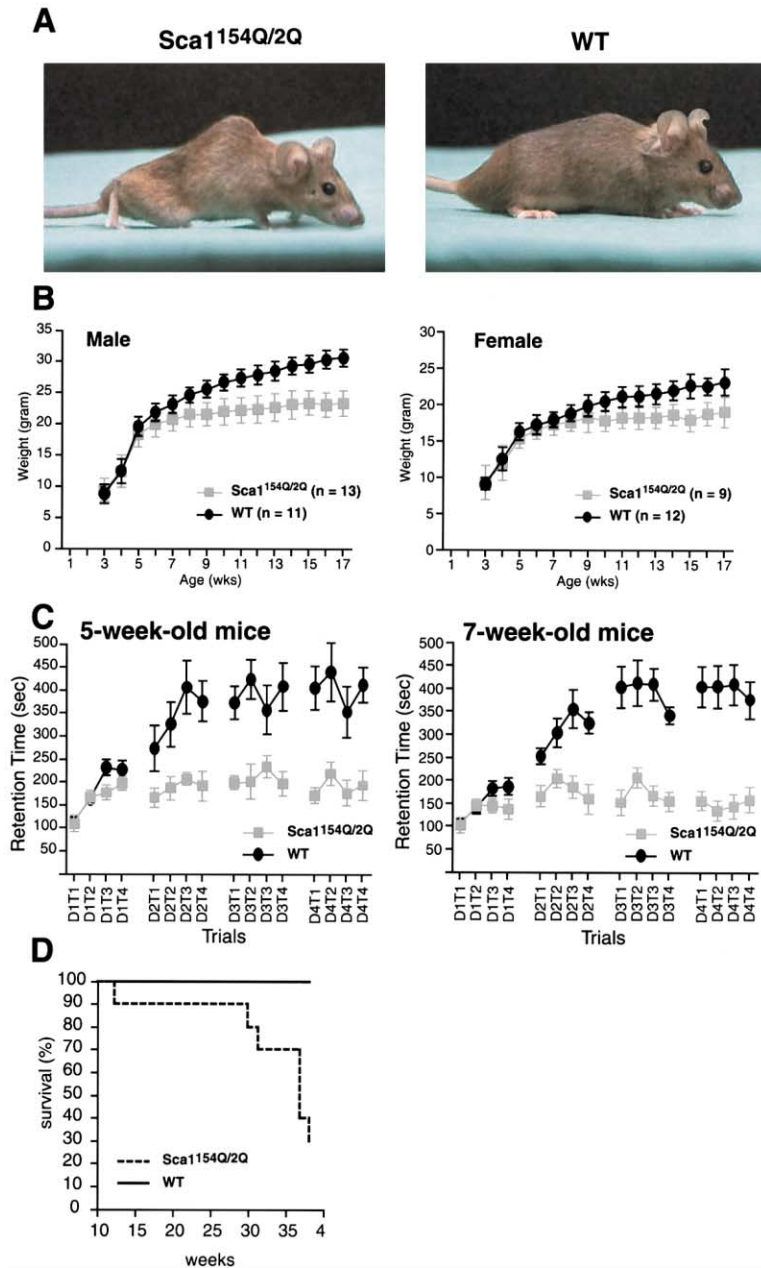 A
Sca1154Q/2Q
WT
B
Male
Weight (gram)
35
30
25
20
15
10
5
0
Sca1154Q/2Q (n = 13)
WT (n = 11)
1 3 5 7 9 11 13 15 17
Age (wks)
Female
Weight (gram)
30
25
20
15
10
5
0
Sca1154Q/2Q (n = 9)
WT (n = 12)
1 3 5 7 9 11 13 15 17
Age (wks)
C
5-week-old mice
Retention Time (sec)
500
450
400
350
300
250
200
150
100
50
Sca1154Q/2Q
WT
D1T1 D1T2 D1T3 D1T4 D2T1 D2T2 D2T3 D2T4 D3T1 D3T2 D3T3 D3T4 D4T1 D4T2 D4T3 D4T4
Trials
7-week-old mice
Retention Time (sec)
500
450
400
350
300
250
200
150
100
50
Sca1154Q/2Q
WT
D1T1 D1T2 D1T3 D1T4 D2T1 D2T2 D2T3 D2T4 D3T1 D3T2 D3T3 D3T4 D4T1 D4T2 D4T3 D4T4
Trials
D
survival (%)
100
90
80
70
60
50
40
30
20
10
0
Sca1154Q/2Q
WT
10 15 20 25 30 35 4
weeks